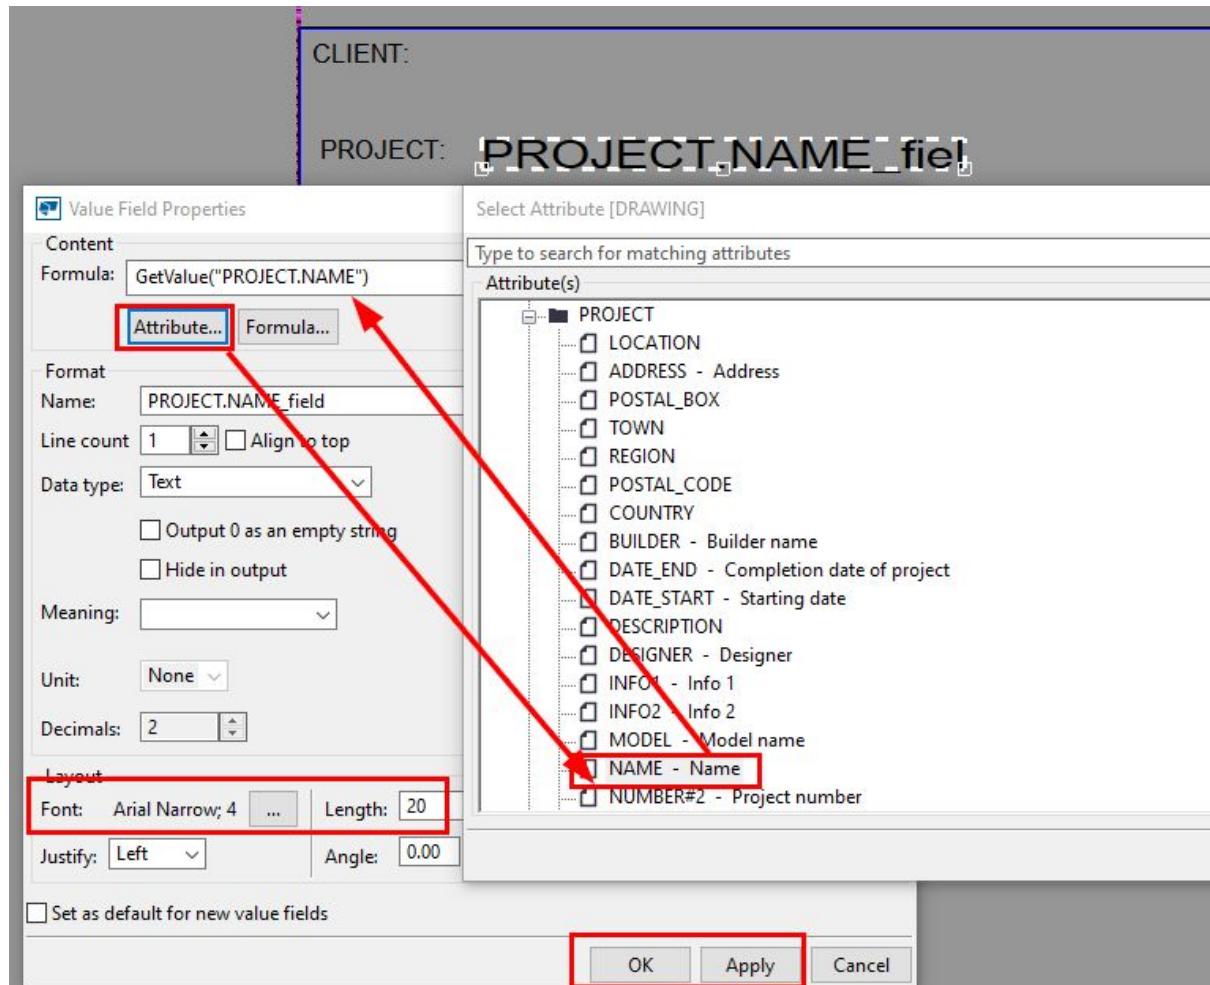 CLIENT:
PROJECT: PROJECT.NAME_fiel
Value Field Properties
Content
Formula: GetValue("PROJECT.NAME")
Attribute... Formula...
Format
Name: PROJECT.NAME_field
Line count 1 Align to top
Data type: Text
Output 0 as an empty string
Hide in output
Meaning:
Unit: None
Decimals: 2
Layout
Font: Arial Narrow; 4 ... Length: 20
Justify: Left Angle: 0.00
Set as default for new value fields
OK Apply Cancel
Select Attribute [DRAWING]
Type to search for matching attributes
Attribute(s)
PROJECT
LOCATION
ADDRESS - Address
POSTAL_BOX
TOWN
REGION
POSTAL_CODE
COUNTRY
BUILDER - Builder name
DATE_END - Completion date of project
DATE_START - Starting date
DESCRIPTION
DESIGNER - Designer
INFO1 - Info 1
INFO2 - Info 2
MODEL - Model name
NAME - Name
NUMBER#2 - Project number